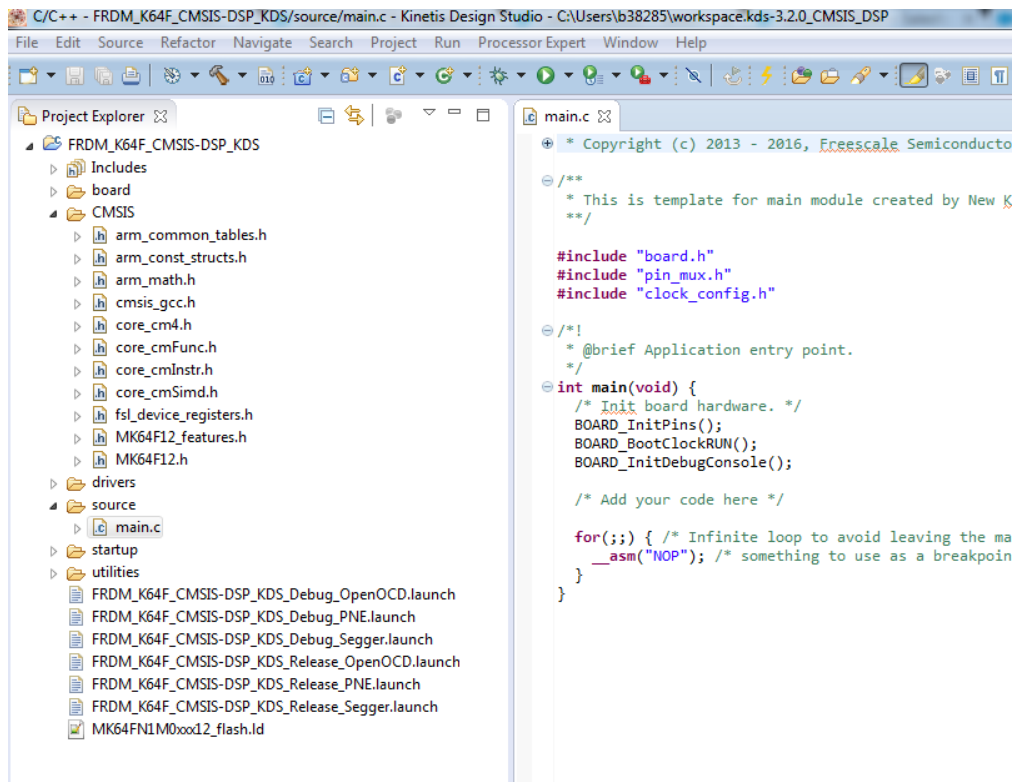 C/C++ - FRDM_K64F_CMSIS-DSP_KDS/source/main.c - Kinetis Design Studio - C:\Users\b38285\workspace.kds-3.2.0_CMSIS_DSP
File Edit Source Refactor Navigate Search Project Run Processor Expert Window Help
Project Explorer
FRDM_K64F_CMSIS-DSP_KDS
Includes
board
CMSIS
arm_common_tables.h
arm_const_structs.h
arm_math.h
cmsis_gcc.h
core_cm4.h
core_cmFunc.h
core_cmInstr.h
core_cmSimd.h
fsl_device_registers.h
MK64F12_features.h
MK64F12.h
drivers
source
main.c
startup
utilities
FRDM_K64F_CMSIS-DSP_KDS_Debug_OpenOCD.launch
FRDM_K64F_CMSIS-DSP_KDS_Debug_PNE.launch
FRDM_K64F_CMSIS-DSP_KDS_Debug_Segger.launch
FRDM_K64F_CMSIS-DSP_KDS_Release_OpenOCD.launch
FRDM_K64F_CMSIS-DSP_KDS_Release_PNE.launch
FRDM_K64F_CMSIS-DSP_KDS_Release_Segger.launch
MK64FN1M0xxx12_flash.ld
main.c
* Copyright (c) 2013 - 2016, Freescale Semiconducto
/**
* This is template for main module created by New K
**/
#include "board.h"
#include "pin_mux.h"
#include "clock_config.h"
/*!
* @brief Application entry point.
*/
int main(void) {
/* Init board hardware. */
BOARD_InitPins();
BOARD_BootClockRUN();
BOARD_InitDebugConsole();
/* Add your code here */
for(;;) { /* Infinite loop to avoid leaving the ma
__asm("NOP"); /* something to use as a breakpoin
}
}